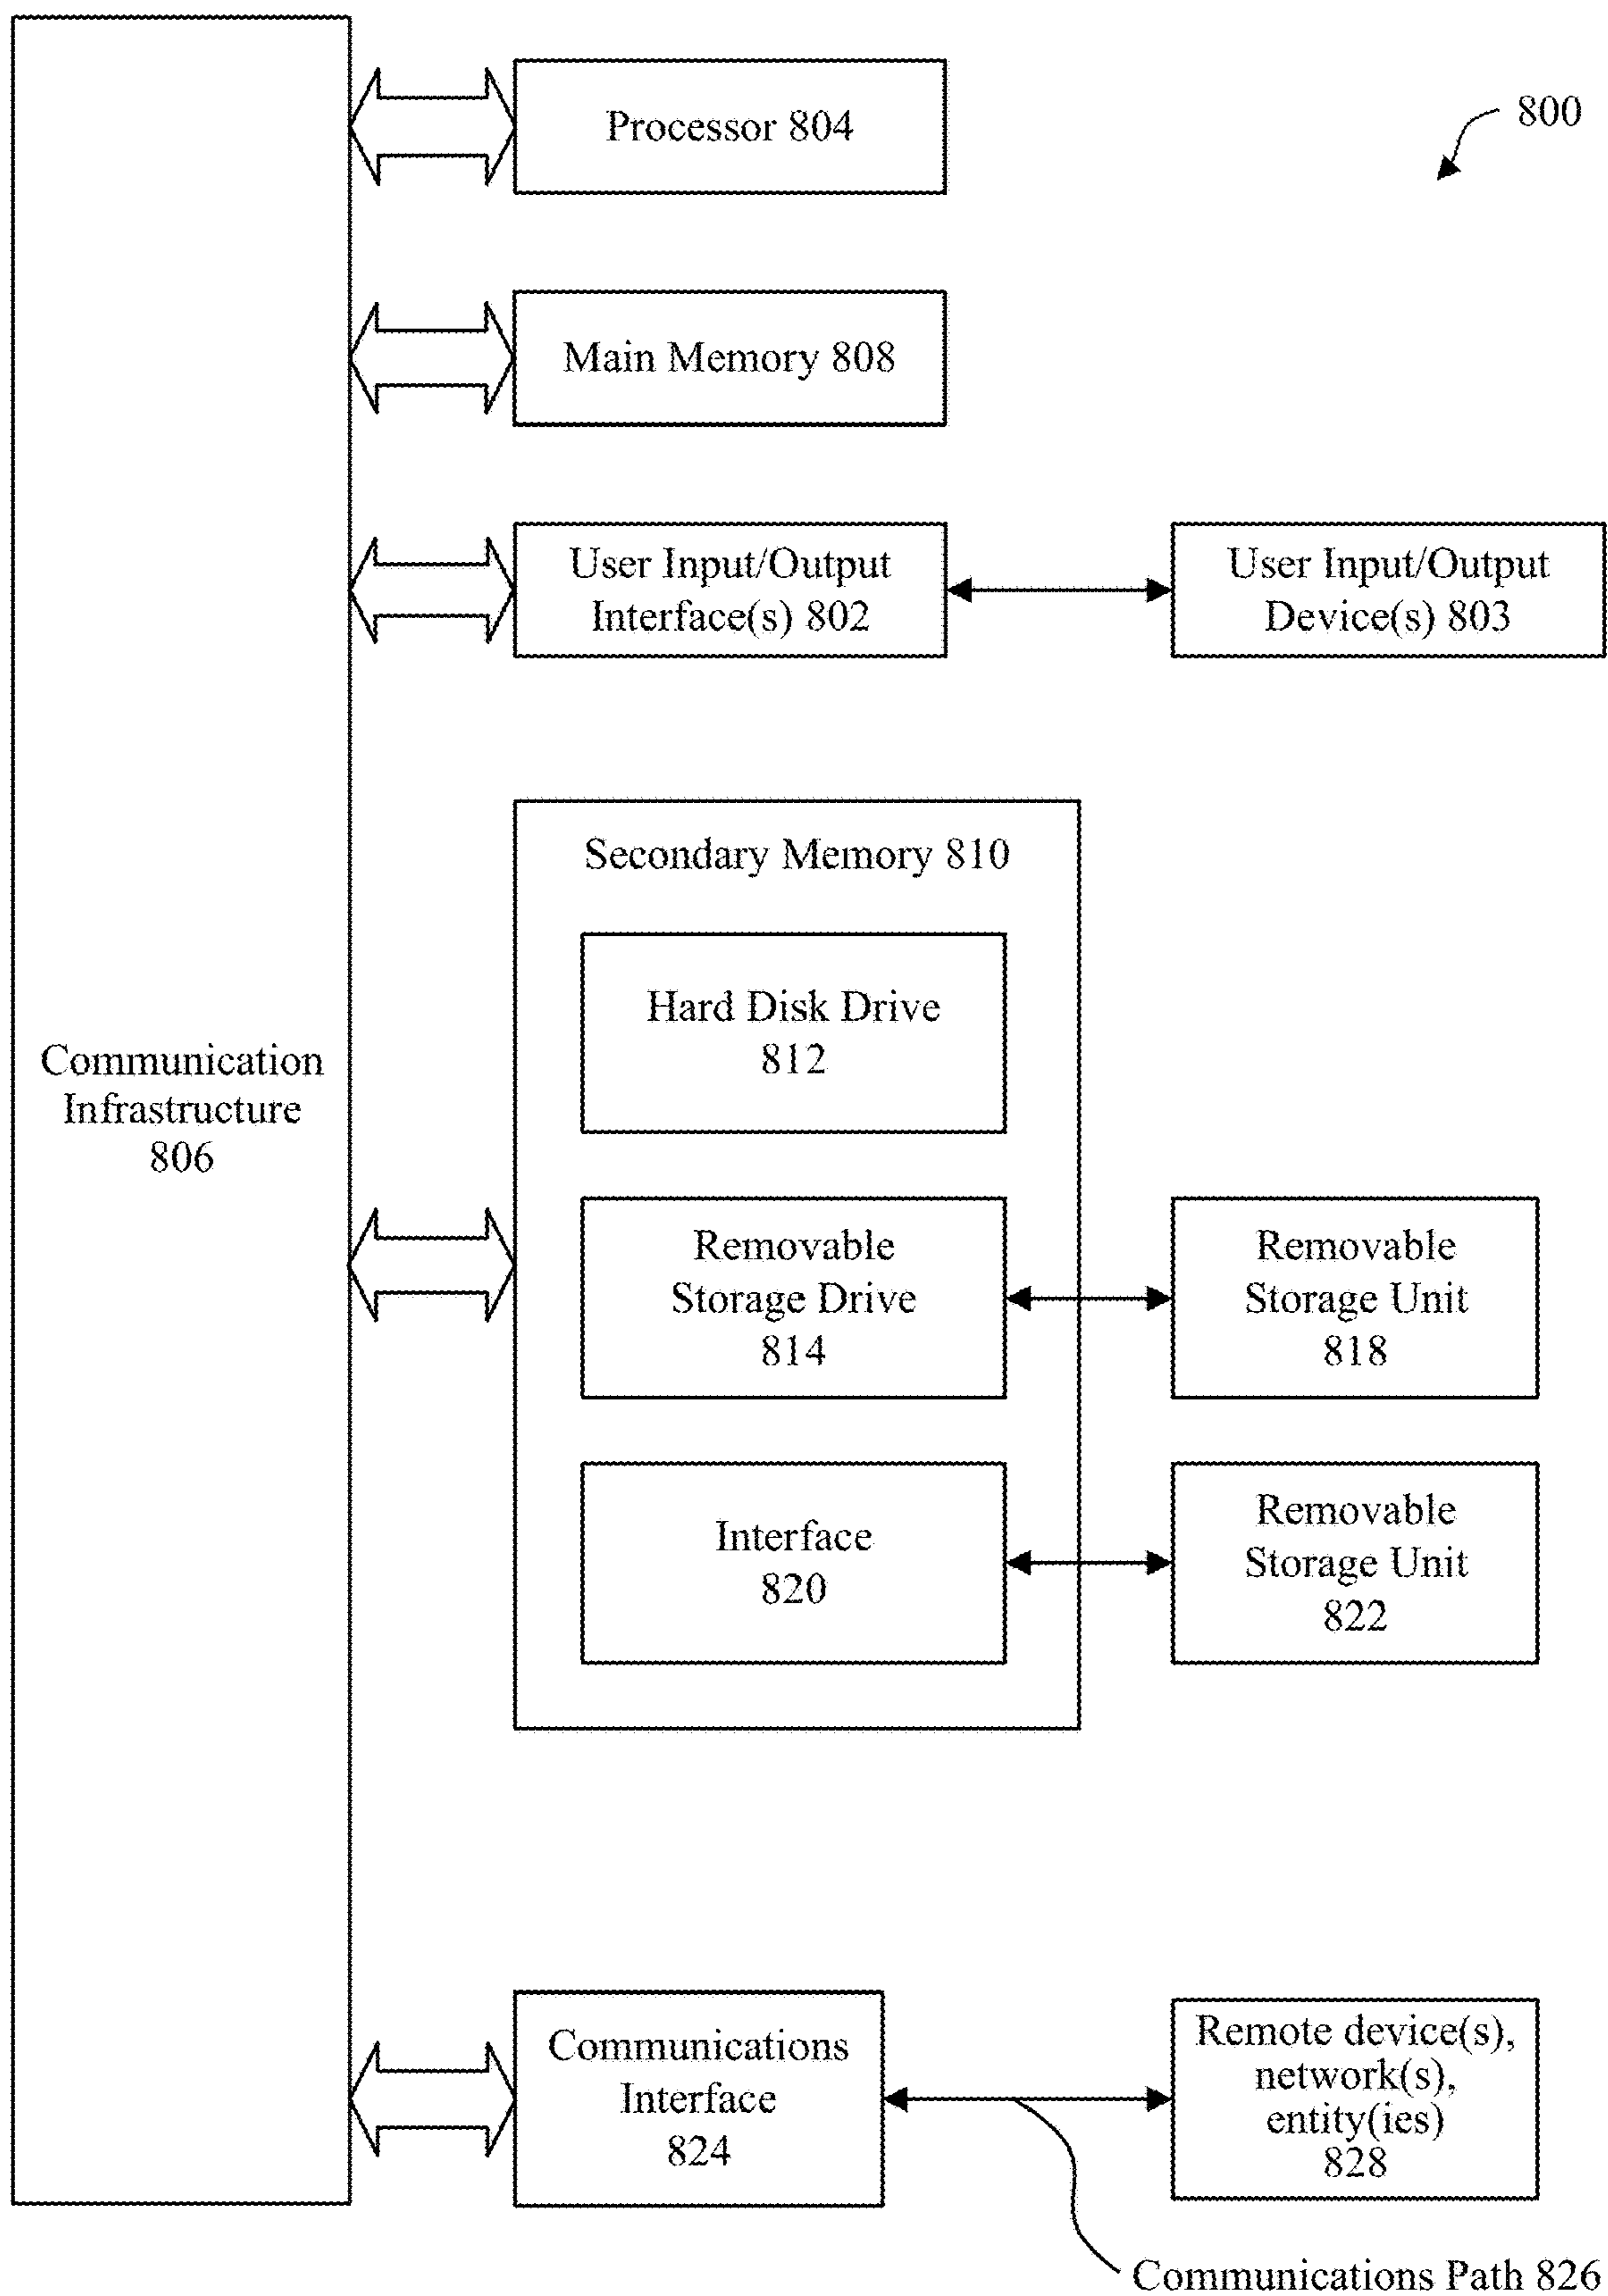 800
Processor 804
Main Memory 808
User Input/Output
Interface(s) 802
User Input/Output
Device(s) 803
Secondary Memory 810
Hard Disk Drive
812
Communication
Infrastructure
806
Removable
Storage Drive
814
Removable
Storage Unit
818
Interface
820
Removable
Storage Unit
822
Communications
Interface
824
Remote device(s),
network(s),
entity(ies)
828
Communications Path 826